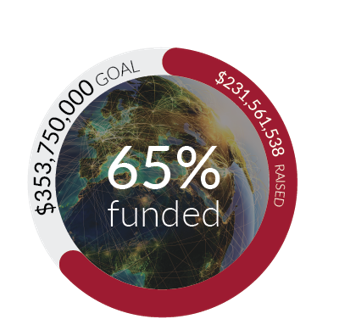 $353,750,000 GOAL
$231,561,538 RAISED
65%
funded